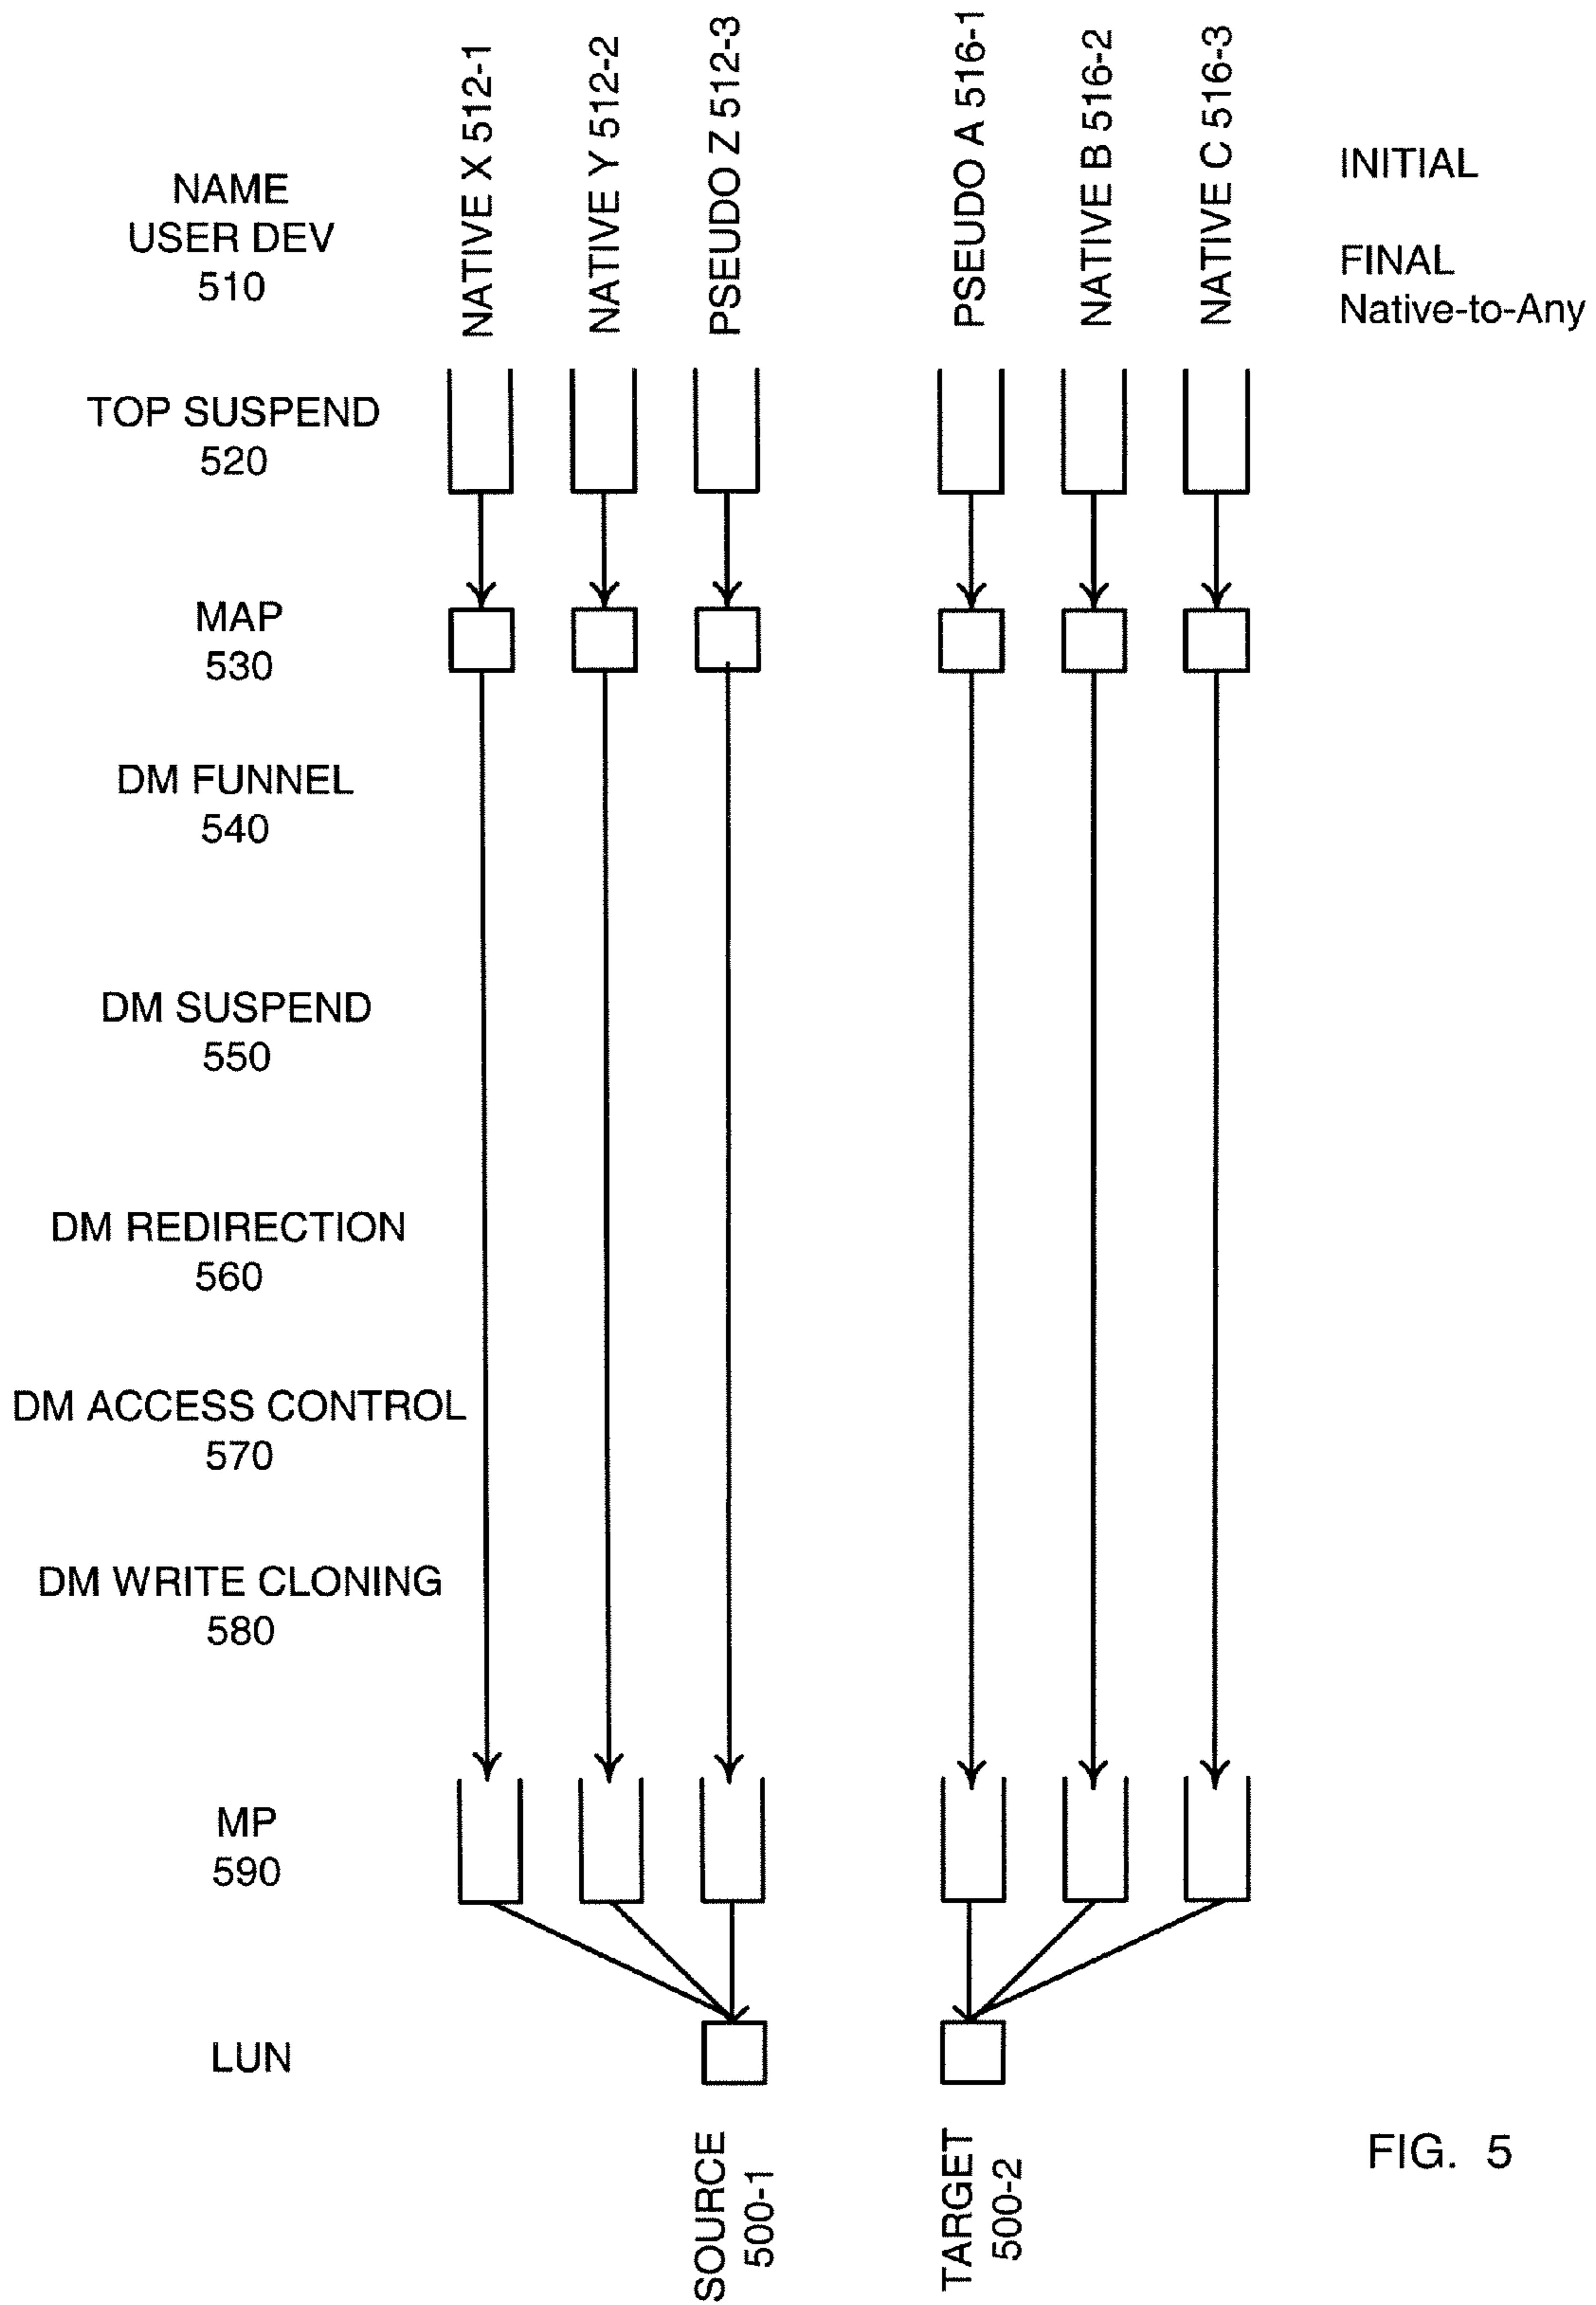 NATIVE X 512-1
NATIVE Y 512-2
PSEUDO Z 512-3
PSEUDO A 516-1
NATIVE B 516-2
NATIVE C 516-3
INITIAL
FINAL
Native-to-Any
NAME
USER DEV
510
TOP SUSPEND
520
MAP
530
DM FUNNEL
540
DM SUSPEND
550
DM REDIRECTION
560
DM ACCESS CONTROL
570
DM WRITE CLONING
580
MP
590
LUN
SOURCE
500-1
TARGET
500-2
FIG. 5